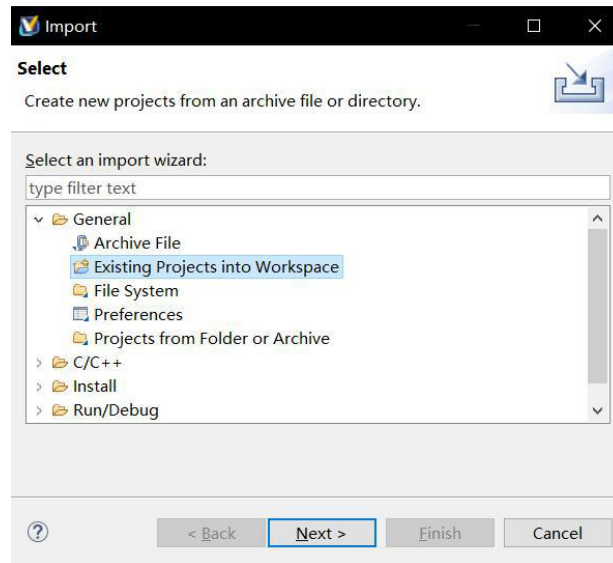 Import
Select
Create new projects from an archive file or directory.
Select an import wizard:
type filter text
General
Archive File
Existing Projects into Workspace
File System
Preferences
Projects from Folder or Archive
C/C++
Install
Run/Debug
? < Back Next > Finish Cancel